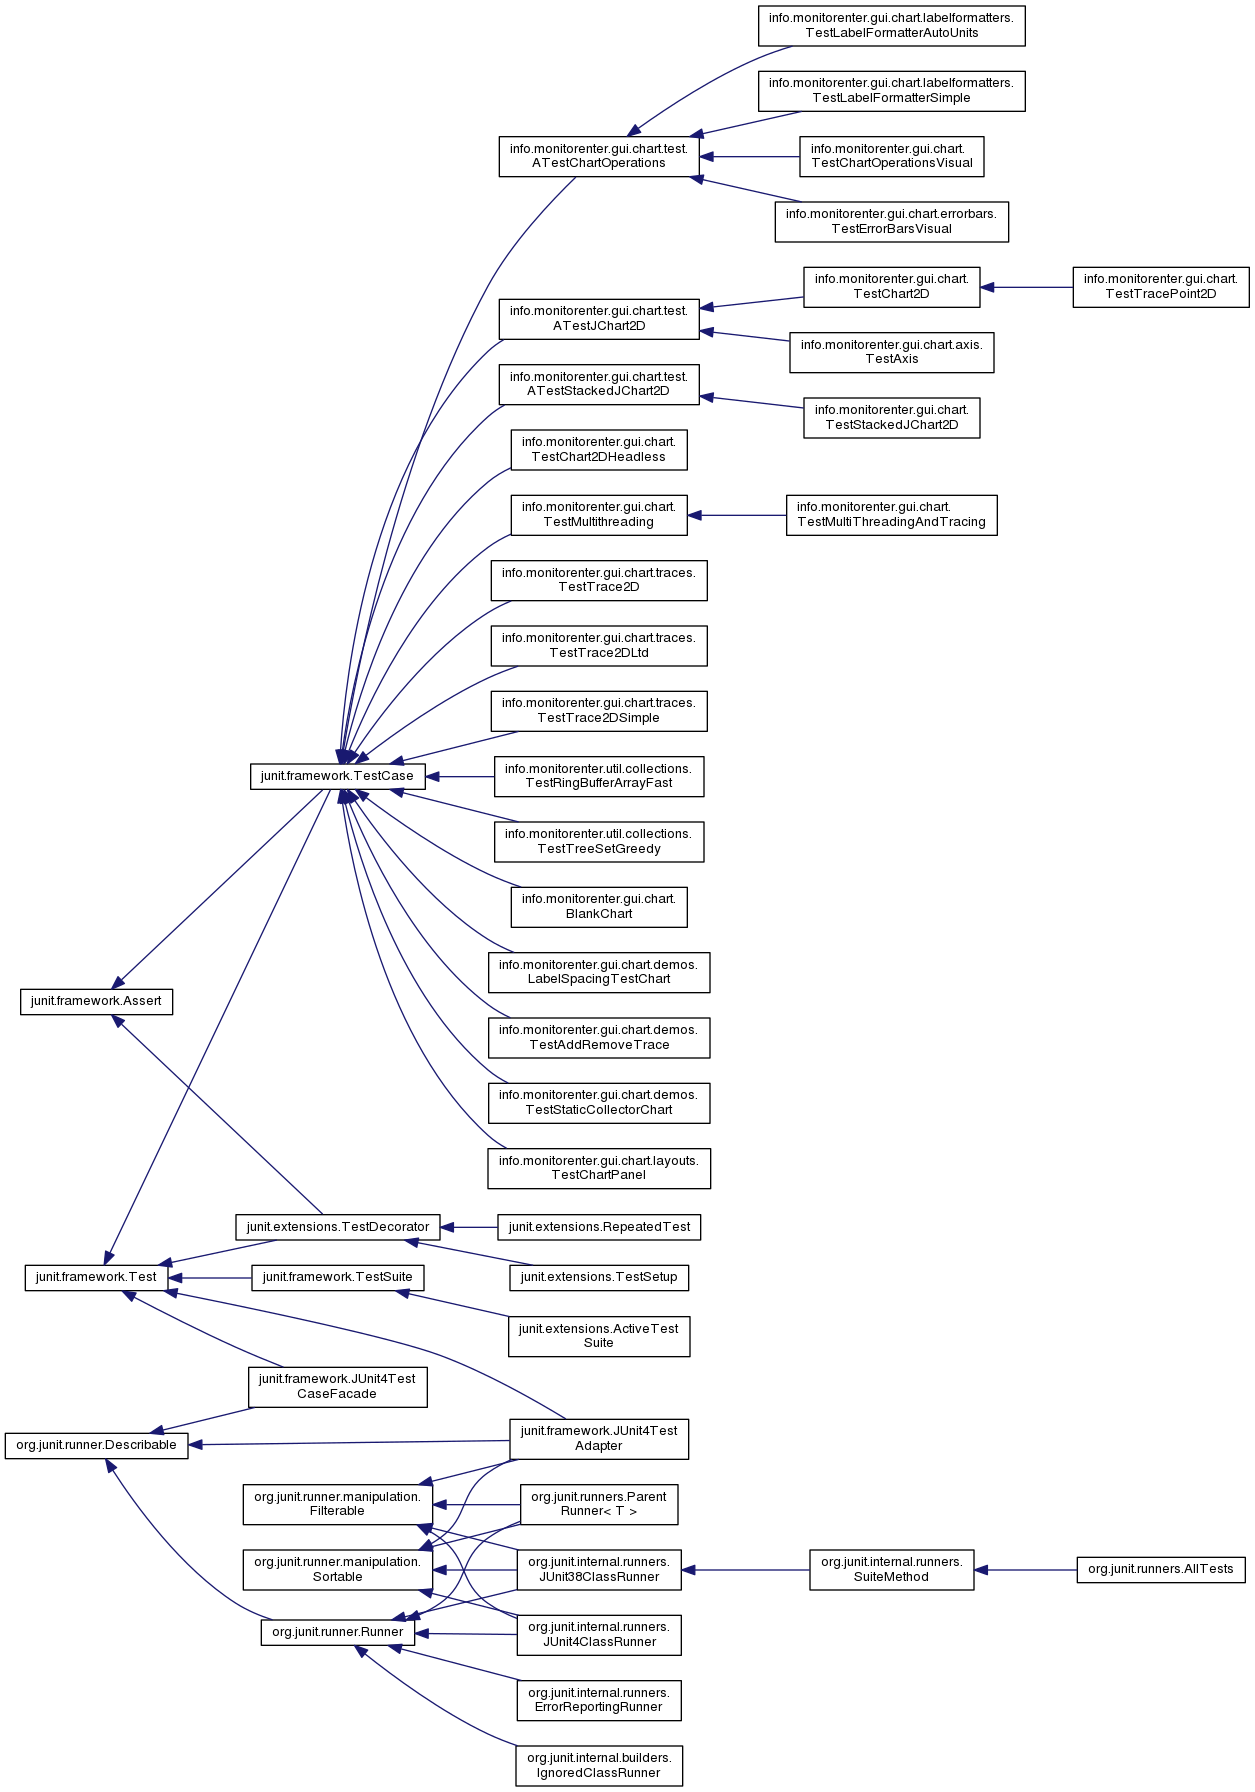 info.monitorenter.gui.chart.labelformatters.
TestLabelFormatterAutoUnits
info.monitorenter.gui.chart.labelformatters.
TestLabelFormatterSimple
info.monitorenter.gui.chart.test.
ATestChartOperations
info.monitorenter.gui.chart.
TestChartOperationsVisual
info.monitorenter.gui.chart.errorbars.
TestErrorBarsVisual
info.monitorenter.gui.chart.test.
ATestJChart2D
info.monitorenter.gui.chart.
TestChart2D
info.monitorenter.gui.chart.
TestTracePoint2D
info.monitorenter.gui.chart.axis.
TestAxis
info.monitorenter.gui.chart.test.
ATestStackedJChart2D
info.monitorenter.gui.chart.
TestStackedJChart2D
info.monitorenter.gui.chart.
TestChart2DHeadless
info.monitorenter.gui.chart.
TestMultithreading
info.monitorenter.gui.chart.
TestMultiThreadingAndTracing
info.monitorenter.gui.chart.traces.
TestTrace2D
info.monitorenter.gui.chart.traces.
TestTrace2DLtd
info.monitorenter.gui.chart.traces.
TestTrace2DSimple
junit.framework.TestCase
info.monitorenter.util.collections.
TestRingBufferArrayFast
info.monitorenter.util.collections.
TestTreeSetGreedy
info.monitorenter.gui.chart.
BlankChart
info.monitorenter.gui.chart.demos.
LabelSpacingTestChart
junit.framework.Assert
info.monitorenter.gui.chart.demos.
TestAddRemoveTrace
info.monitorenter.gui.chart.demos.
TestStaticCollectorChart
info.monitorenter.gui.chart.layouts.
TestChartPanel
junit.extensions.TestDecorator
junit.extensions.RepeatedTest
junit.framework.Test
junit.framework.TestSuite
junit.extensions.TestSetup
junit.extensions.ActiveTest
Suite
junit.framework.JUnit4Test
CaseFacade
org.junit.runner.Describable
junit.framework.JUnit4Test
Adapter
org.junit.runner.manipulation.
Filterable
org.junit.runners.Parent
Runner< T >
org.junit.runner.manipulation.
Sortable
org.junit.internal.runners.
JUnit38ClassRunner
org.junit.internal.runners.
SuiteMethod
org.junit.runners.AllTests
org.junit.runner.Runner
org.junit.internal.runners.
JUnit4ClassRunner
org.junit.internal.runners.
ErrorReportingRunner
org.junit.internal.builders.
IgnoredClassRunner